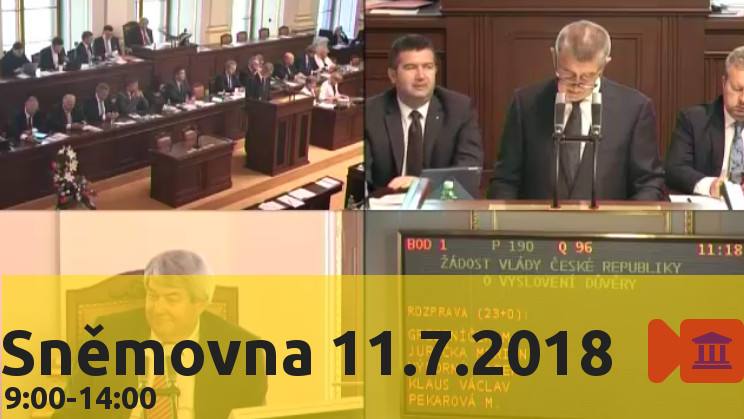 BOD 1 P 190 Q 96 11:18
ŽÁDOST VLÁDY ČESKÉ REPUBLIKY
O VYSLOVENÍ DŮVĚRY
ROZPRAVA (23+0):
KLAUS VÁCLAV
PEKAROVÁ M.
Sněmovna 11.7.2018
9:00-14:00